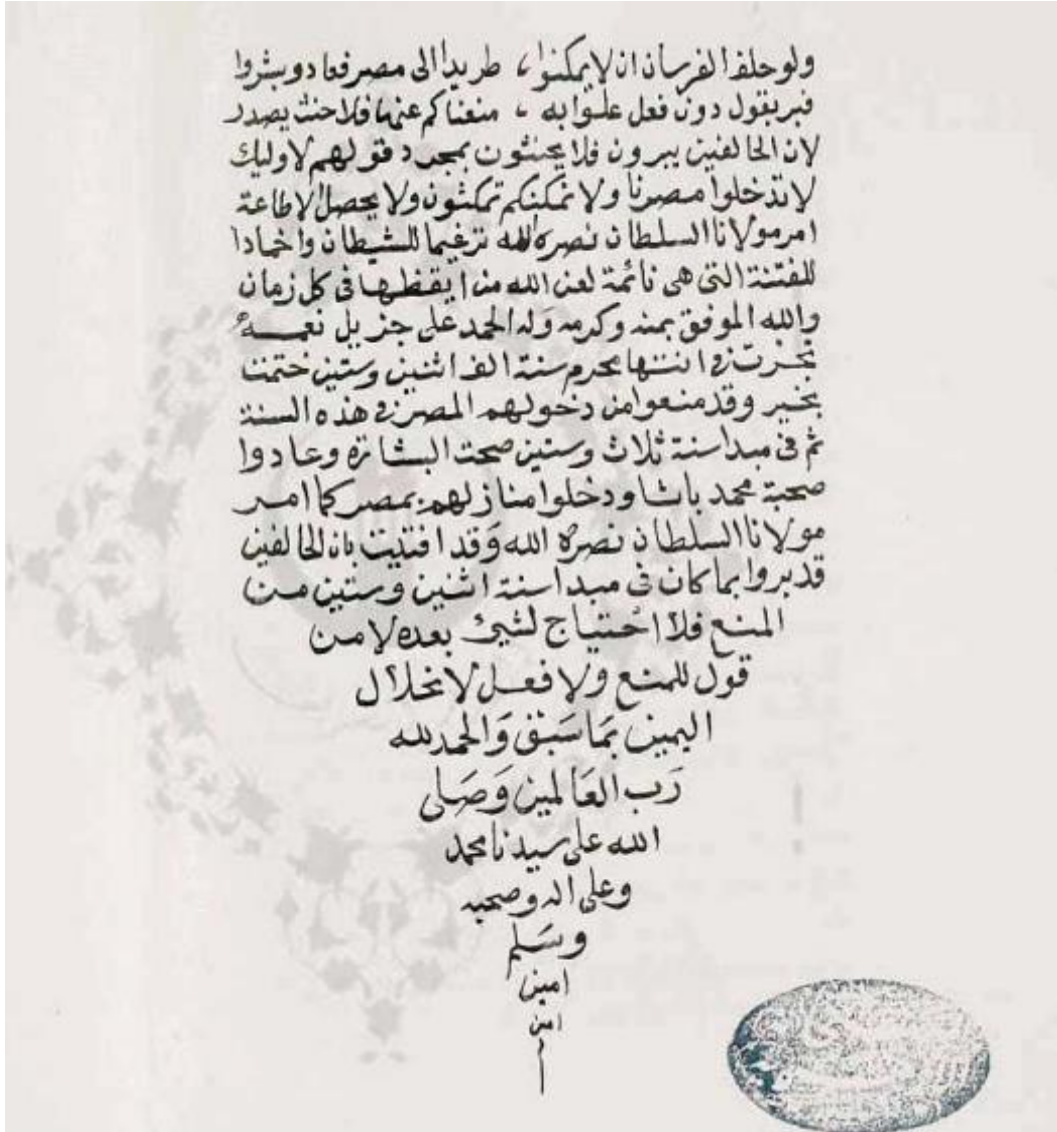 ولو حلف الفرسان ان لا يمكنوا، طريدا الى مصر فعادوا وبشروا
فبر بقول دون فعل علوا به، منعناكم عنها فلا حنث يصدر
لان الحالفين يبرون فلا يحنثون بمجرد قولهم لاوليك
لا تدخلوا مصرنا ولا نمكنكم تمكثون ولا يحصل الاطاعة
امر مولانا السلطان نصره الله ترغيما للشيطان واخمادا
للفتنة التي هي نائمة لعن الله من ايقظها في كل زمان
والله الموفق بمنه وكرمه وله الحمد على جزيل نعمه
نجزت في انتها محرم سنة الف اثنين وستين ختمت
بخير وقد منعوا من دخولهم المصر في هذه السنة
ثم في مبدا سنة ثلاث وستين صحت البشارة وعادوا
صحبة محمد باشا ودخلوا منازلهم بمصر كما امر
مولانا السلطان نصره الله وقد افتيت بان الحالفين
قد بروا بما كان في مبدا سنة اثنين وستين من
المنع فلا احتياج لشيئ بعده لا من
قول للمنع ولا فعل لانحلال
اليمين بما سبق والحمد لله
رب العالمين وصلى
الله على سيدنا محمد
وعلى اله وصحبه
وسلم
امين
امن